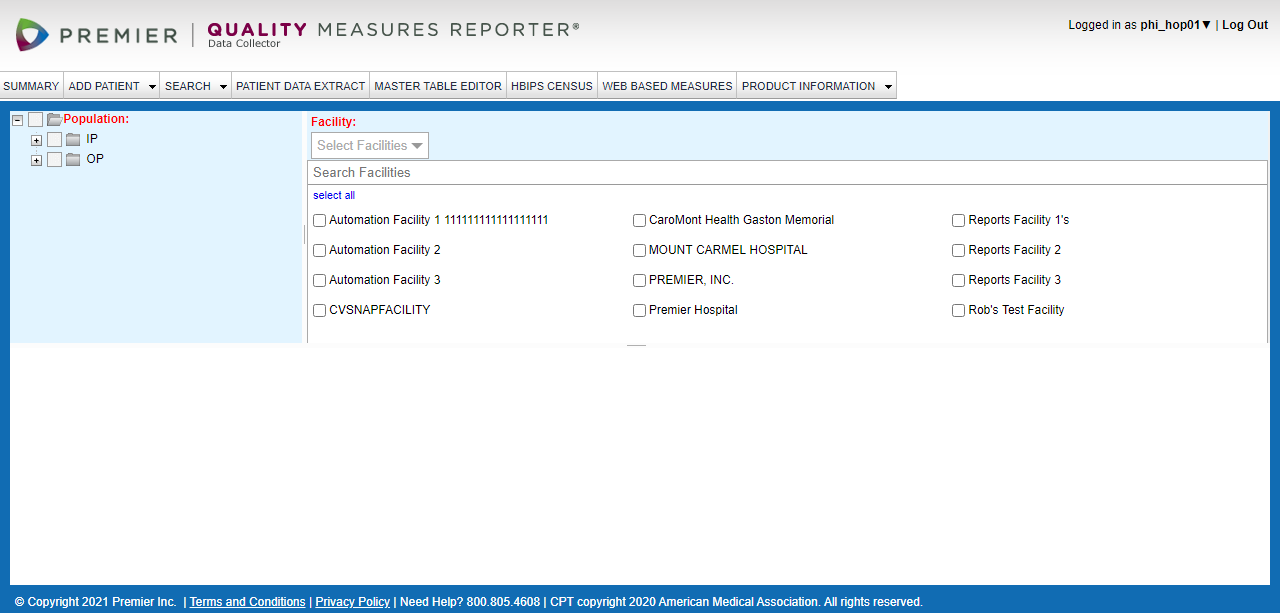 PREMIER | QUALITY MEASURES REPORTER®
Data Collector
Logged in as phi_hop01▼ | Log Out
SUMMARY ADD PATIENT SEARCH PATIENT DATA EXTRACT MASTER TABLE EDITOR HBIPS CENSUS WEB BASED MEASURES PRODUCT INFORMATION
Population:
IP
OP
Facility:
Select Facilities
Search Facilities
select all
Automation Facility 1 111111111111111111 CaroMont Health Gaston Memorial Reports Facility 1's
Automation Facility 2 MOUNT CARMEL HOSPITAL Reports Facility 2
Automation Facility 3 PREMIER, INC. Reports Facility 3
CVSNAPFACILITY Premier Hospital Rob's Test Facility
© Copyright 2021 Premier Inc. | Terms and Conditions | Privacy Policy | Need Help? 800.805.4608 | CPT copyright 2020 American Medical Association. All rights reserved.